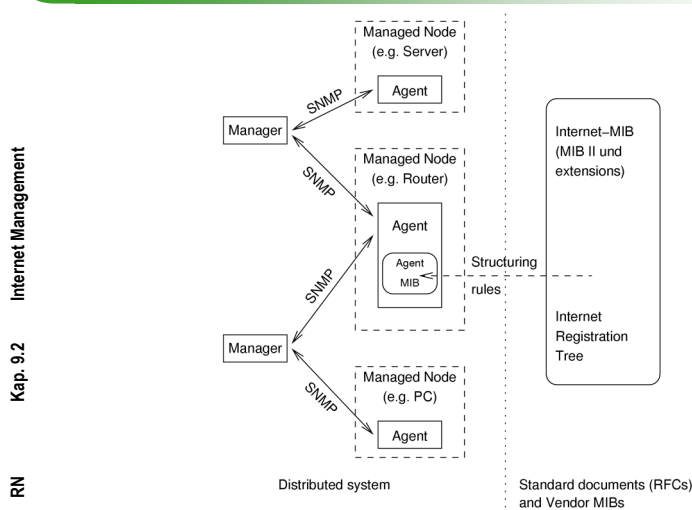 Managed Node
(e.g. Server)
Agent
SNMP
Manager
SNMP
Managed Node
(e.g. Router)
Agent
Agent
MIB
Structuring
rules
Internet–MIB
(MIB II und
extensions)
Internet
Registration
Tree
SNMP
Manager
SNMP
Managed Node
(e.g. PC)
Agent
Distributed system
Standard documents (RFCs)
and Vendor MIBs
Internet Management
Kap. 9.2
RN